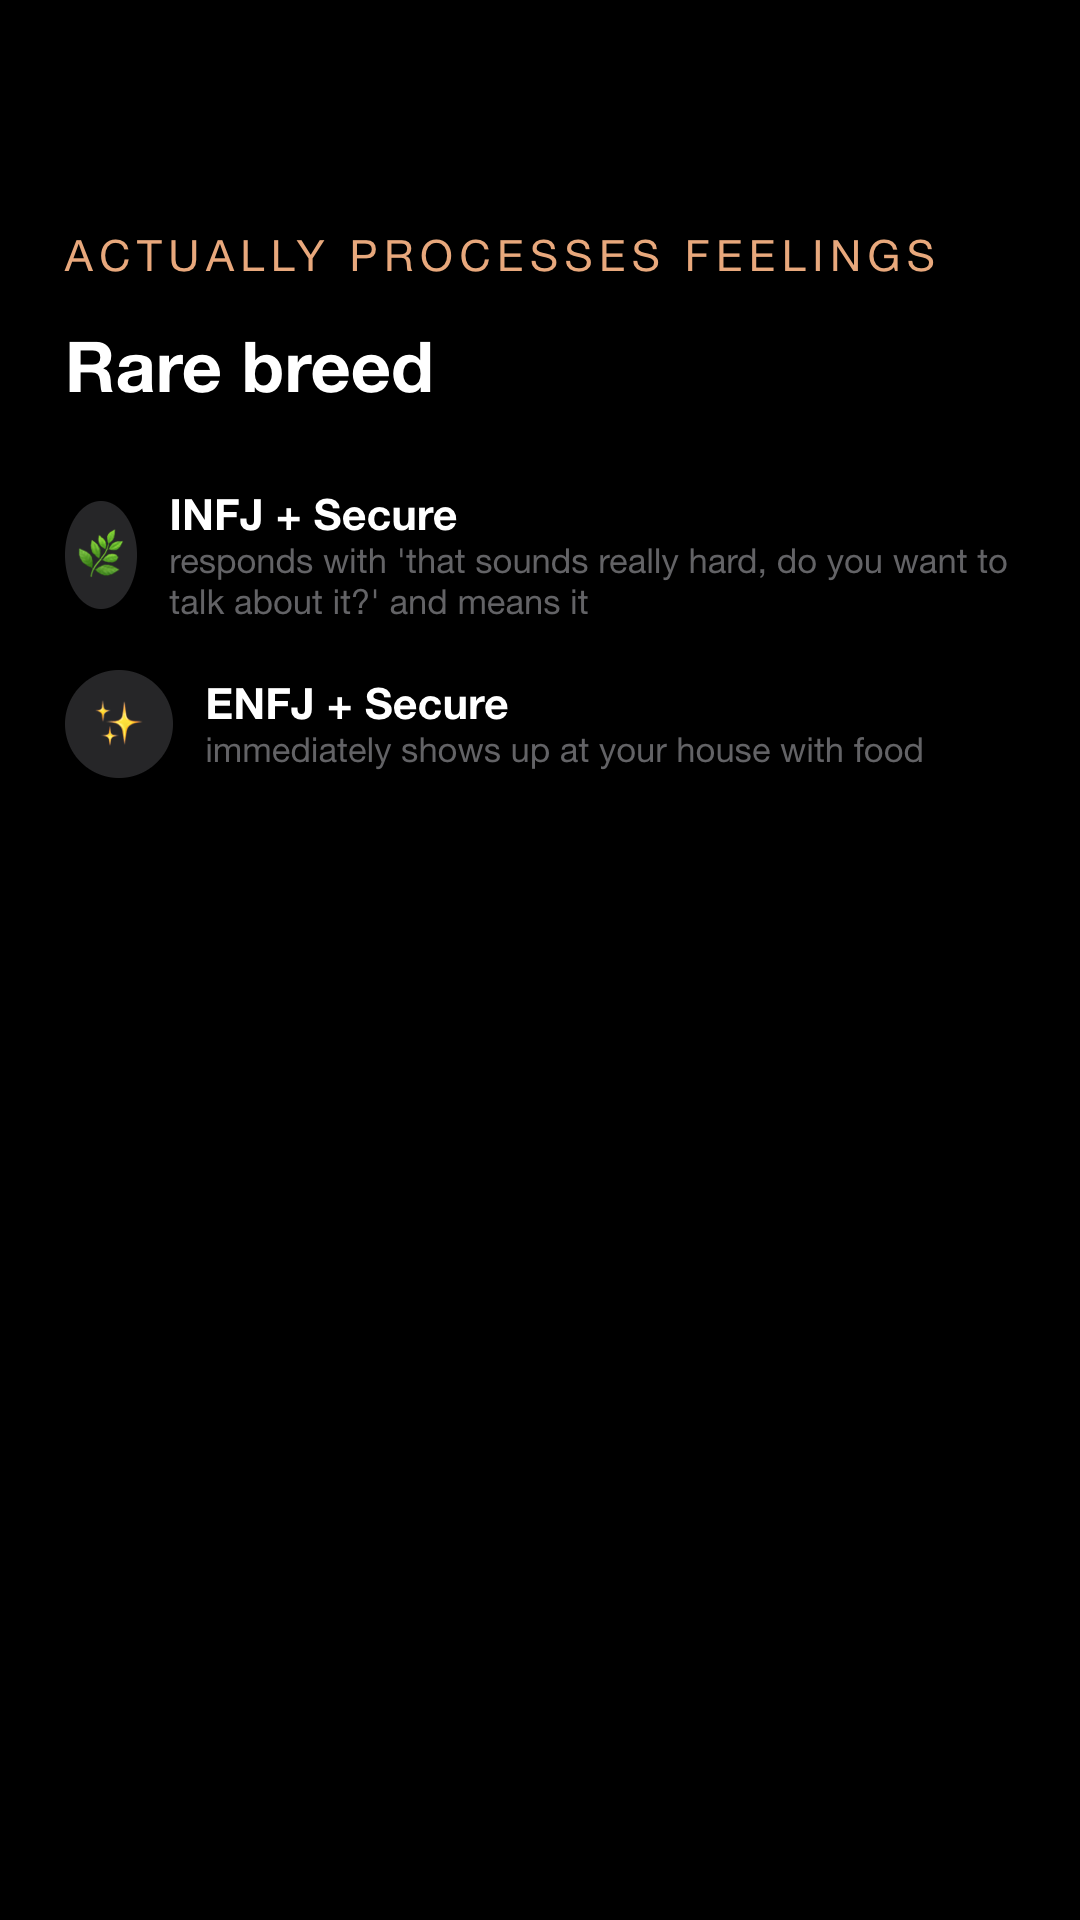 ACTUALLY PROCESSES FEELINGS
Rare breed
INFJ + Secure
responds with 'that sounds really hard, do you want to
talk about it?' and means it
ENFJ + Secure
immediately shows up at your house with food